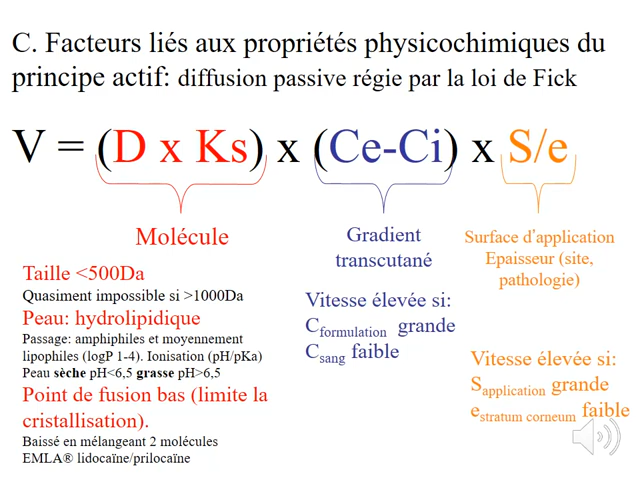 C. Facteurs liés aux propriétés physicochimiques du
principe actif: diffusion passive régie par la loi de Fick
V = (D x Ks) x (Ce-Ci) x S/e
Molécule
Taille <500Da
Quasiment impossible si >1000Da
Peau: hydrolipidique
Passage: amphiphiles et moyennement
lipophiles (logP 1-4). Ionisation (pH/pKa)
Peau sèche pH<6,5 grasse pH>6,5
Point de fusion bas (limite la
cristallisation).
Baissé en mélangeant 2 molécules
EMLA® lidocaïne/prilocaïne
Gradient
transcutané
Vitesse élevée si:
Cformulation grande
Csang faible
Surface d'application
Epaisseur (site,
pathologie)
Vitesse élevée si:
Sapplication grande
estratum corneum faible